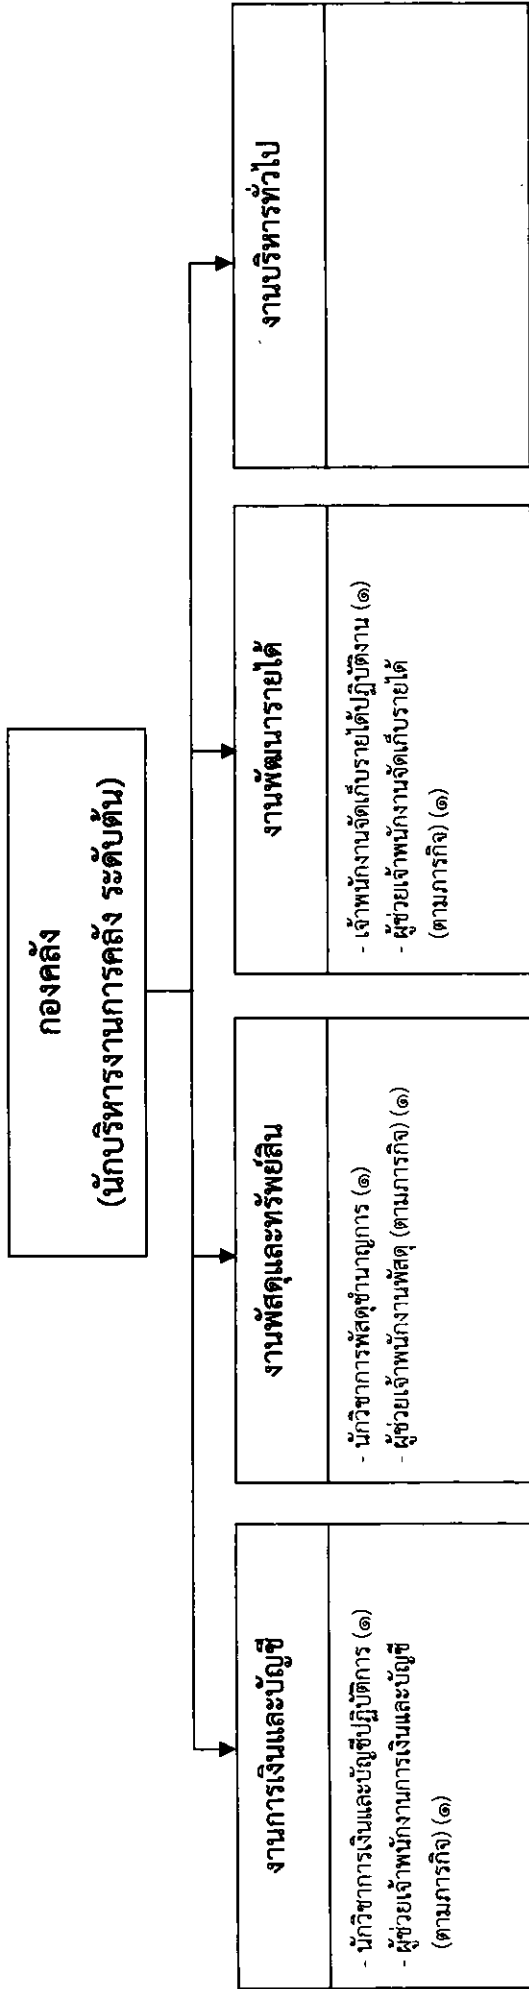 กองคลัง
(นักบริหารงานการคลัง ระดับต้น)
งานการเงินและบัญชี
- นักวิชาการเงินและบัญชีปฏิบัติการ (๑)
- ผู้ช่วยเจ้าพนักงานการเงินและบัญชี
(ตามภารกิจ) (๑)
งานพัสดุและทรัพย์สิน
- นักวิชาการพัสดุชำนาญการ (๑)
- ผู้ช่วยเจ้าพนักงานพัสดุ (ตามภารกิจ) (๑)
งานพัฒนารายได้
- เจ้าพนักงานจัดเก็บรายได้ปฏิบัติงาน (๑)
- ผู้ช่วยเจ้าพนักงานจัดเก็บรายได้
(ตามภารกิจ) (๑)
งานบริหารทั่วไป